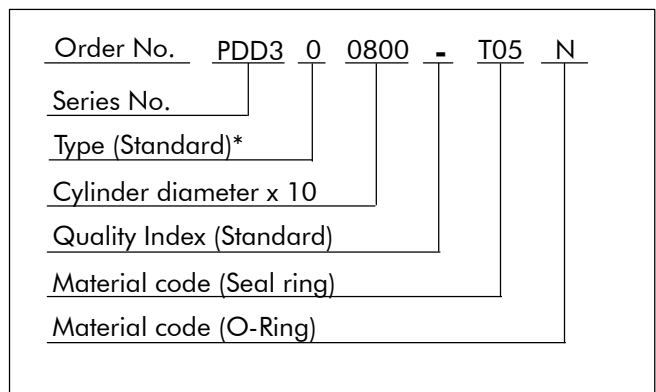 Order No. PDD3 0 0800 - T05 N
Series No.
Type (Standard)*
Cylinder diameter x 10
Quality Index (Standard)
Material code (Seal ring)
Material code (O-Ring)